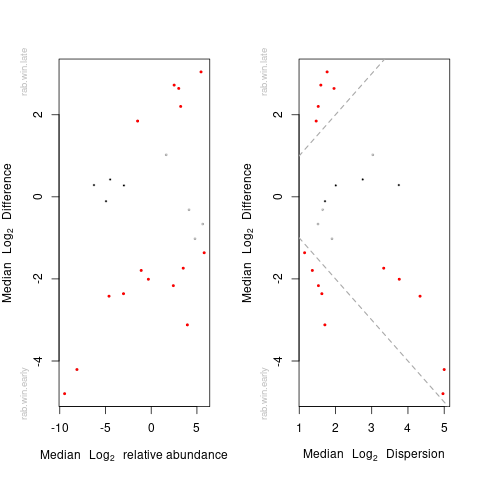 rab.win.late
rab.win.early
Median Log2 Difference
2
0
-2
-4
-10
-5
0
5
Median Log2 relative abundance
rab.win.late
rab.win.early
Median Log2 Difference
2
0
-2
-4
1
2
3
4
5
Median Log2 Dispersion